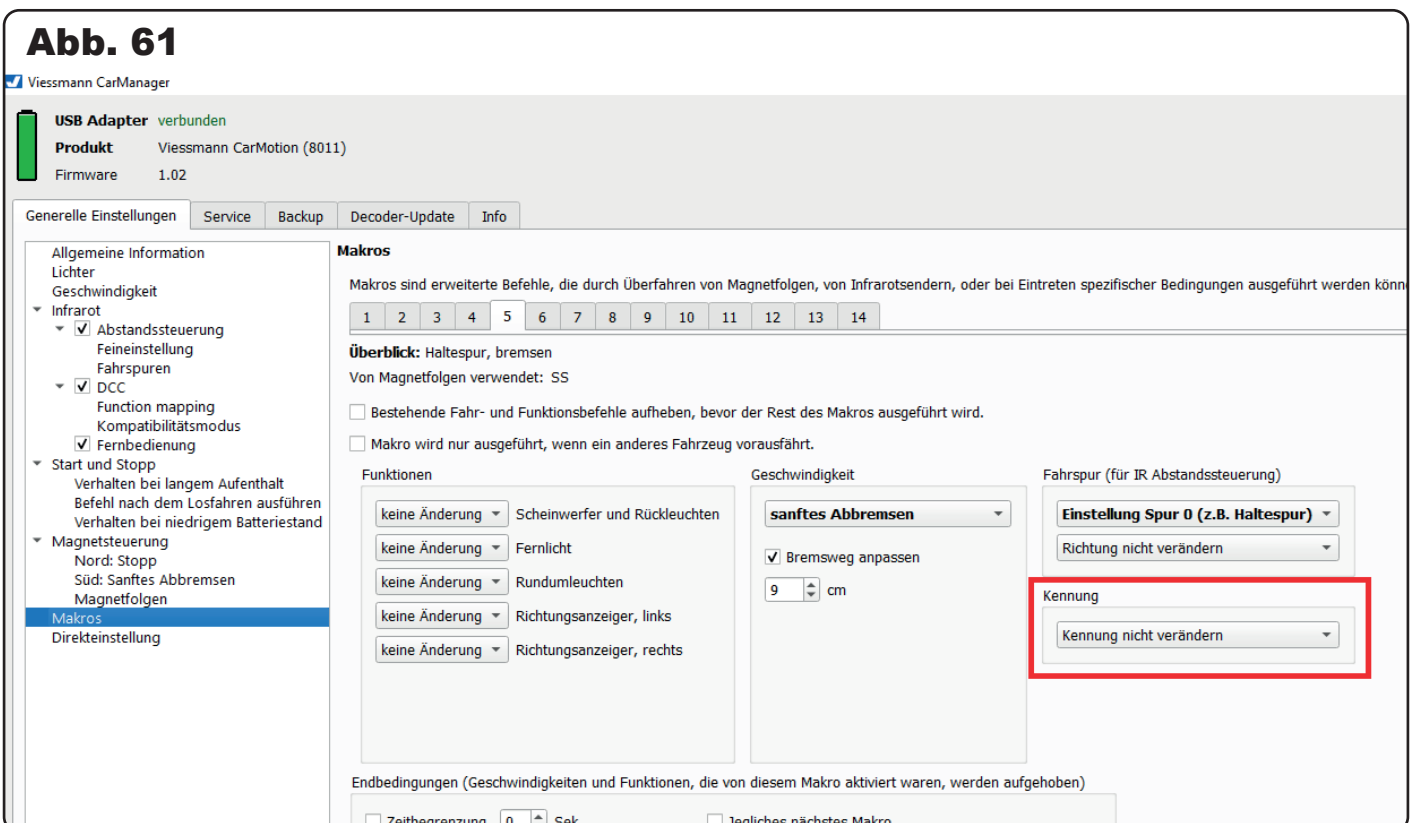 Abb. 61
Viessmann CarManager
USB Adapter verbunden
Produkt Viessmann CarMotion (8011)
Firmware 1.02
Generelle Einstellungen Service Backup Decoder-Update Info
Allgemeine Information
Lichter
Geschwindigkeit
Infrarot
Abstandssteuerung
Feineinstellung
Fahrspuren
DCC
Function mapping
Kompatibilitätsmodus
Fernbedienung
Start und Stopp
Verhalten bei langem Aufenthalt
Befehl nach dem Losfahren ausführen
Verhalten bei niedrigem Batteriestand
Magnetsteuerung
Nord: Stopp
Süd: Sanftes Abbremsen
Magnetfolgen
Makros
Direkteinstellung
Makros
Makros sind erweiterte Befehle, die durch Überfahren von Magnetfolgen, von Infrarotsendern, oder bei Eintreten spezifischer Bedingungen ausgeführt werden könn
1 2 3 4 5 6 7 8 9 10 11 12 13 14
Überblick: Haltespur, bremsen
Von Magnetfolgen verwendet: SS
Bestehende Fahr- und Funktionsbefehle aufheben, bevor der Rest des Makros ausgeführt wird.
Makro wird nur ausgeführt, wenn ein anderes Fahrzeug vorausfährt.
Funktionen
keine Änderung Scheinwerfer und Rückleuchten
keine Änderung Fernlicht
keine Änderung Rundumleuchten
keine Änderung Richtungsanzeiger, links
keine Änderung Richtungsanzeiger, rechts
Geschwindigkeit
sanftes Abbremsen
Bremsweg anpassen
9 cm
Fahrspur (für IR Abstandssteuerung)
Einstellung Spur 0 (z.B. Haltespur)
Richtung nicht verändern
Kennung
Kennung nicht verändern
Endbedingungen (Geschwindigkeiten und Funktionen, die von diesem Makro aktiviert waren, werden aufgehoben)
Zeitbegrenzung 0 Sek Jegliches nächstes Makro